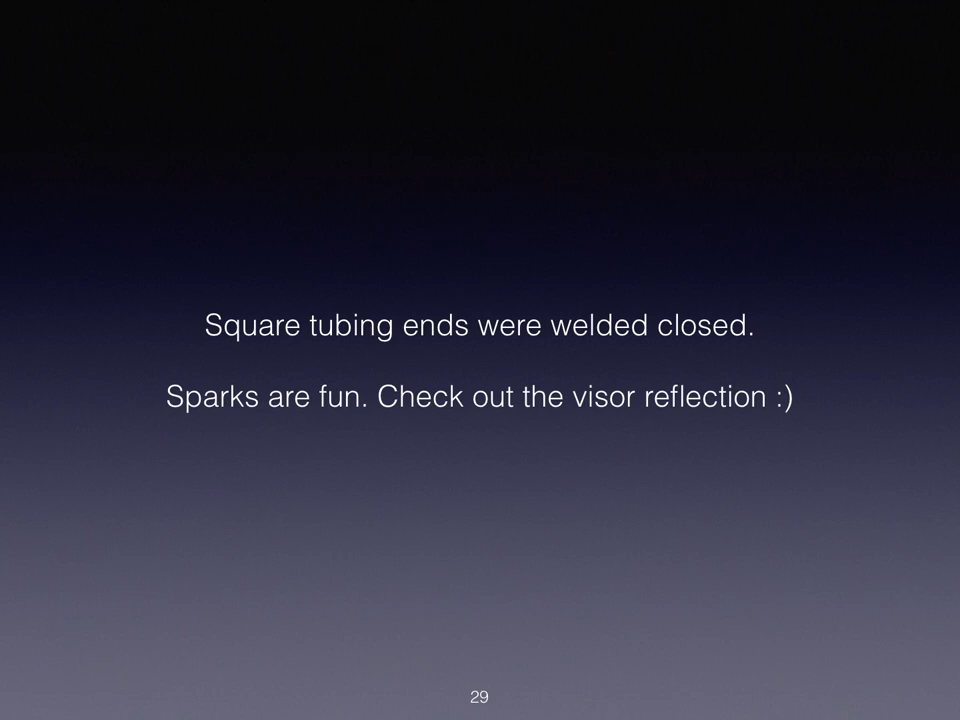 Square tubing ends were welded closed.
Sparks are fun. Check out the visor reflection :)
29